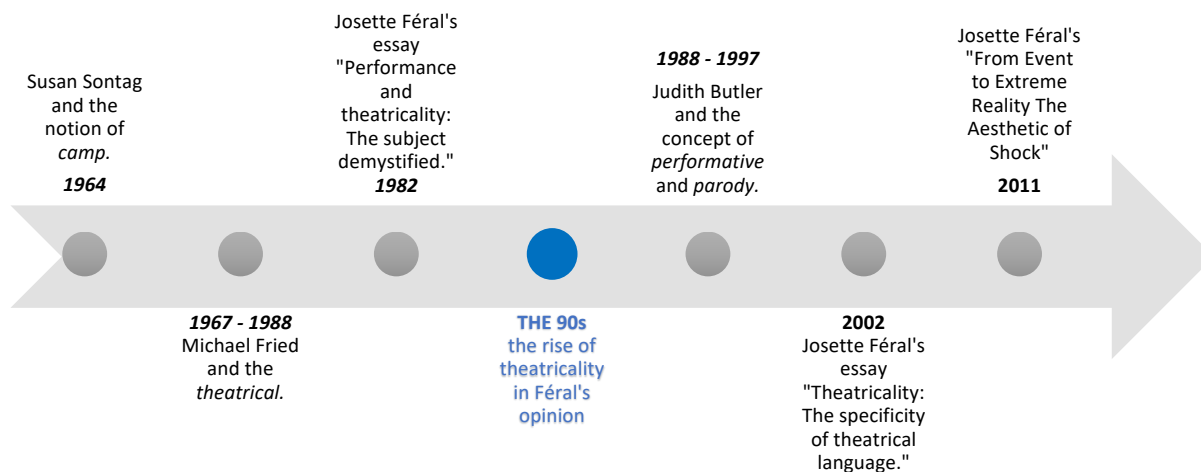 Susan Sontag
and the
notion of
camp.
1964
1967 - 1988
Michael Fried
and the
theatrical.
Josette Féral's
essay
"Performance
and
theatricality:
The subject
demystified."
1982
THE 90s
the rise of
theatricality
in Féral's
opinion
1988 - 1997
Judith Butler
and the
concept of
performative
and parody.
2002
Josette Féral's
essay
"Theatricality:
The specificity
of theatrical
language."
Josette Féral's
"From Event
to Extreme
Reality The
Aesthetic of
Shock"
2011